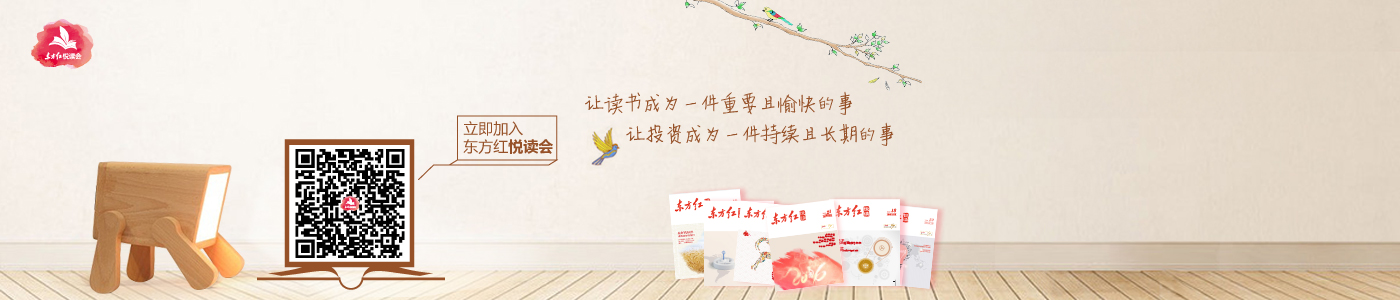 东方红悦读会
立即加入
东方红悦读会
让读书成为一件重要且愉快的事
让投资成为一件持续且长期的事
东方红
东方红
东方
东方红
东方红